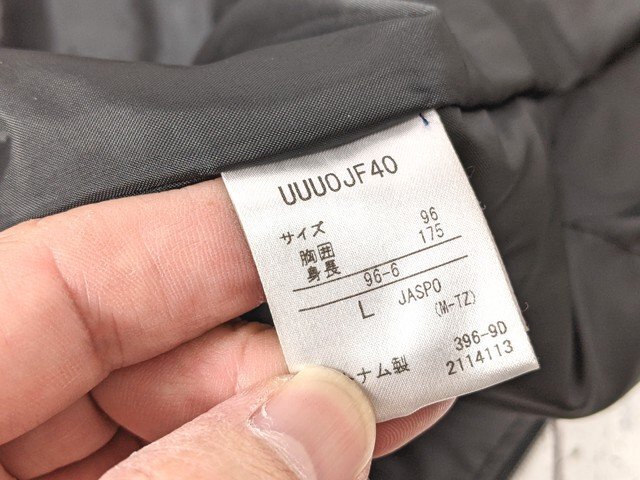 UUU0JF40
サイズ
胸囲 96
身長 175
96-6
L JASPO
(M-TZ)
396-90
トナム製 2114113